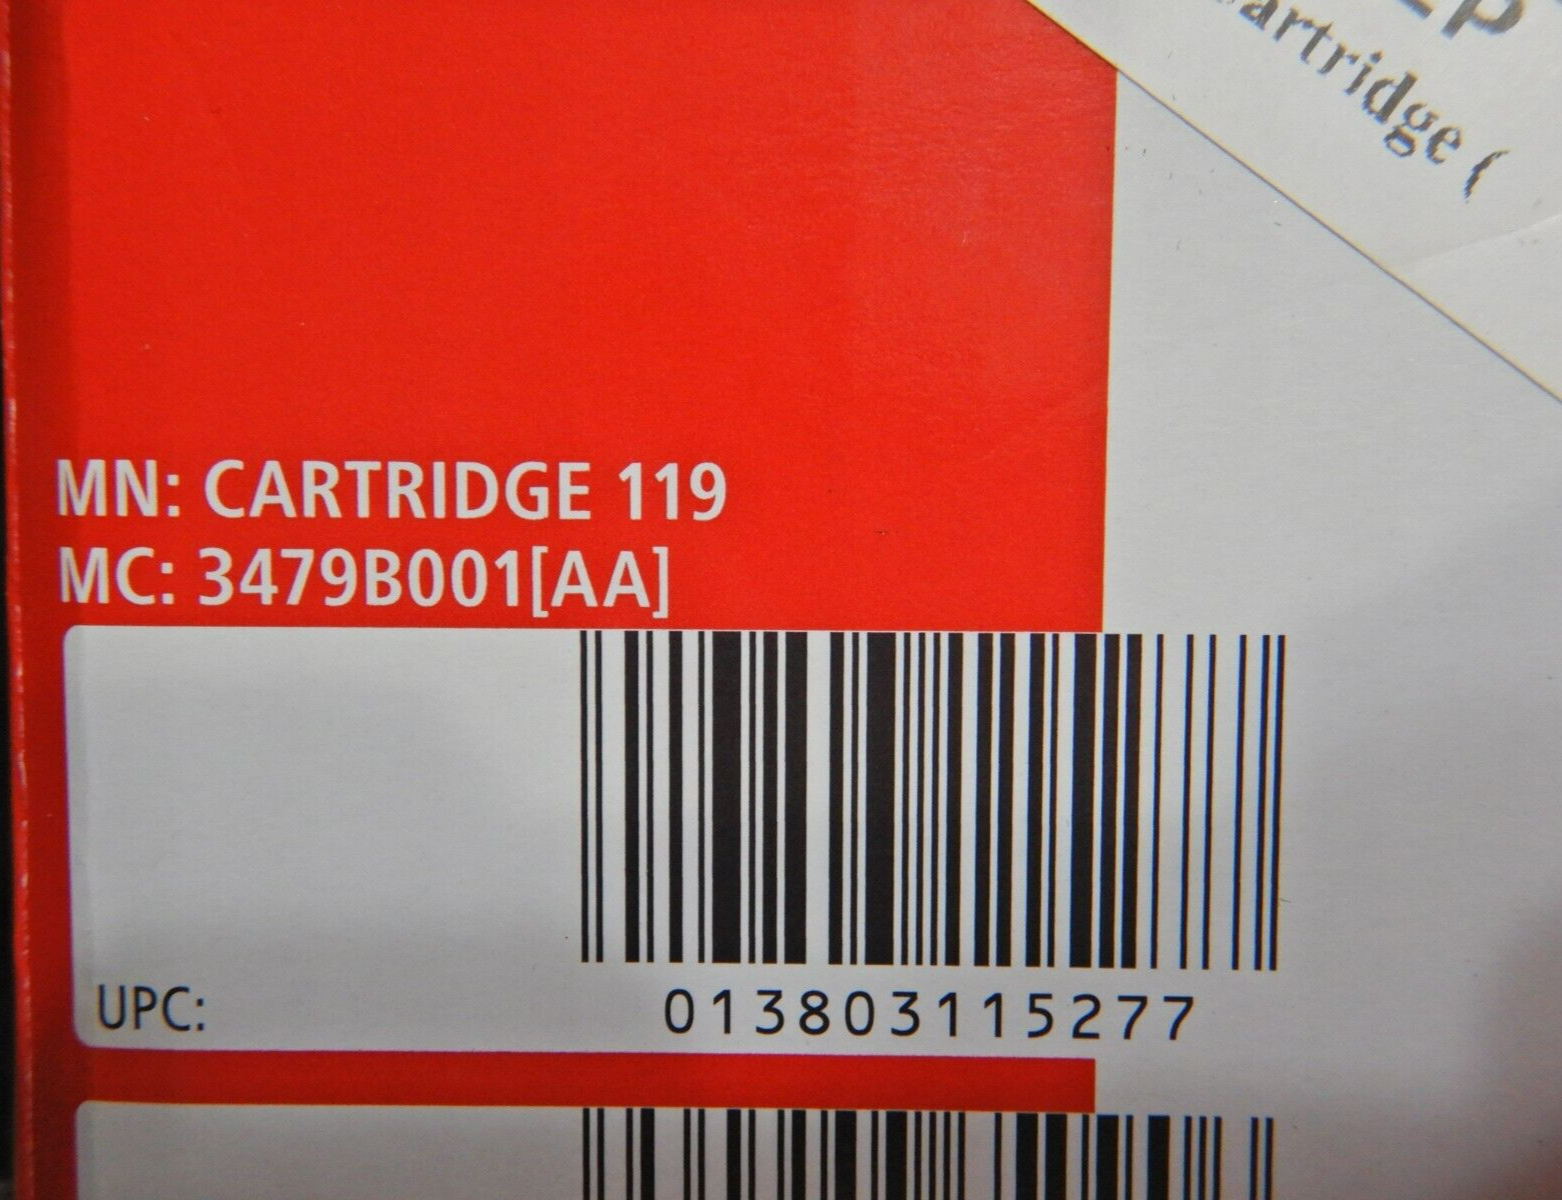 artridge (
MN: CARTRIDGE 119
MC: 3479B001[AA]
UPC:
013803115277